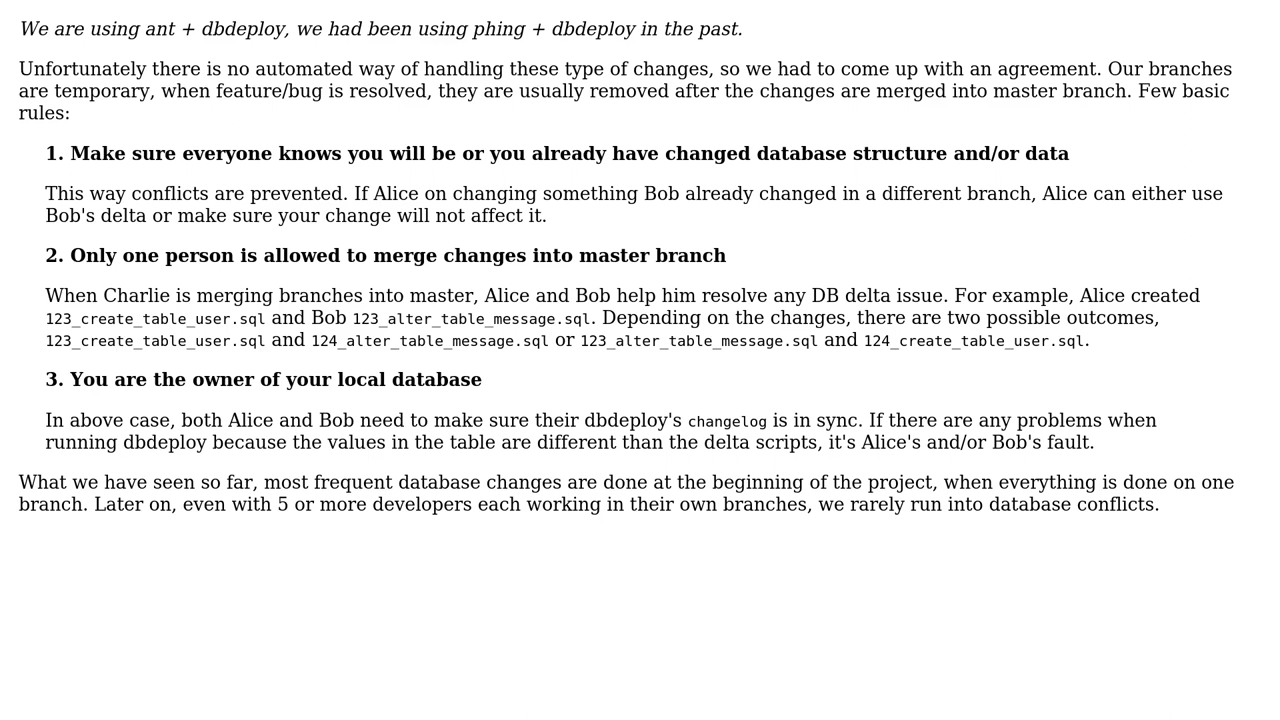 We are using ant + dbdeploy, we had been using phing + dbdeploy in the past.
Unfortunately there is no automated way of handling these type of changes, so we had to come up with an agreement. Our branches
are temporary, when feature/bug is resolved, they are usually removed after the changes are merged into master branch. Few basic
rules:
1. Make sure everyone knows you will be or you already have changed database structure and/or data
This way conflicts are prevented. If Alice on changing something Bob already changed in a different branch, Alice can either use
Bob's delta or make sure your change will not affect it.
2. Only one person is allowed to merge changes into master branch
When Charlie is merging branches into master, Alice and Bob help him resolve any DB delta issue. For example, Alice created
123_create_table_user.sql and Bob 123_alter_table_message.sql. Depending on the changes, there are two possible outcomes,
123_create_table_user.sql and 124_alter_table_message.sql or 123_alter_table_message.sql and 124_create_table_user.sql.
3. You are the owner of your local database
In above case, both Alice and Bob need to make sure their dbdeploy's changelog is in sync. If there are any problems when
running dbdeploy because the values in the table are different than the delta scripts, it's Alice's and/or Bob's fault.
What we have seen so far, most frequent database changes are done at the beginning of the project, when everything is done on one
branch. Later on, even with 5 or more developers each working in their own branches, we rarely run into database conflicts.